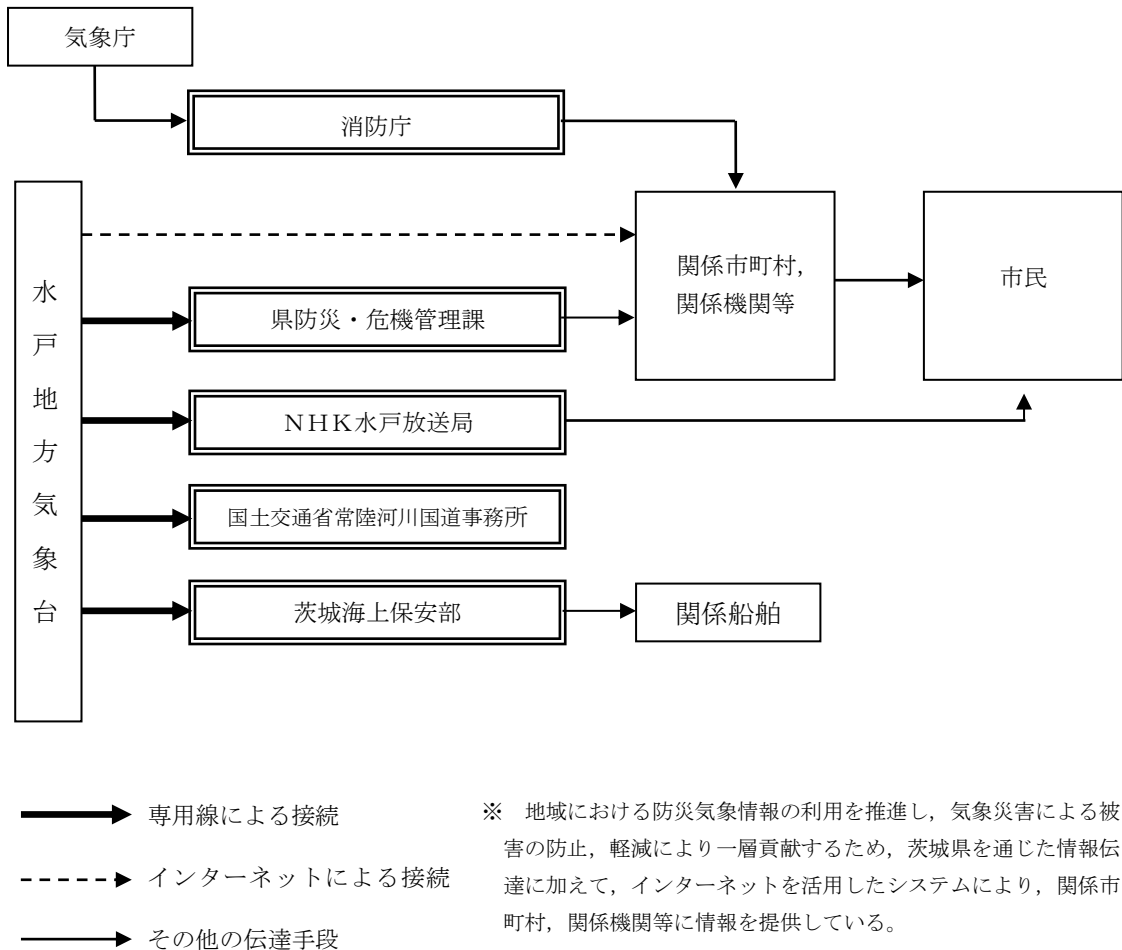 気象庁
消防庁
水戸地方気象台
関係市町村，
関係機関等
市民
県防災・危機管理課
ＮＨＫ水戸放送局
国土交通省常陸河川国道事務所
茨城海上保安部
関係船舶
専用線による接続
インターネットによる接続
その他の伝達手段
※　地域における防災気象情報の利用を推進し，気象災害による被
害の防止，軽減により一層貢献するため，茨城県を通じた情報伝
達に加えて，インターネットを活用したシステムにより，関係市
町村，関係機関等に情報を提供している。